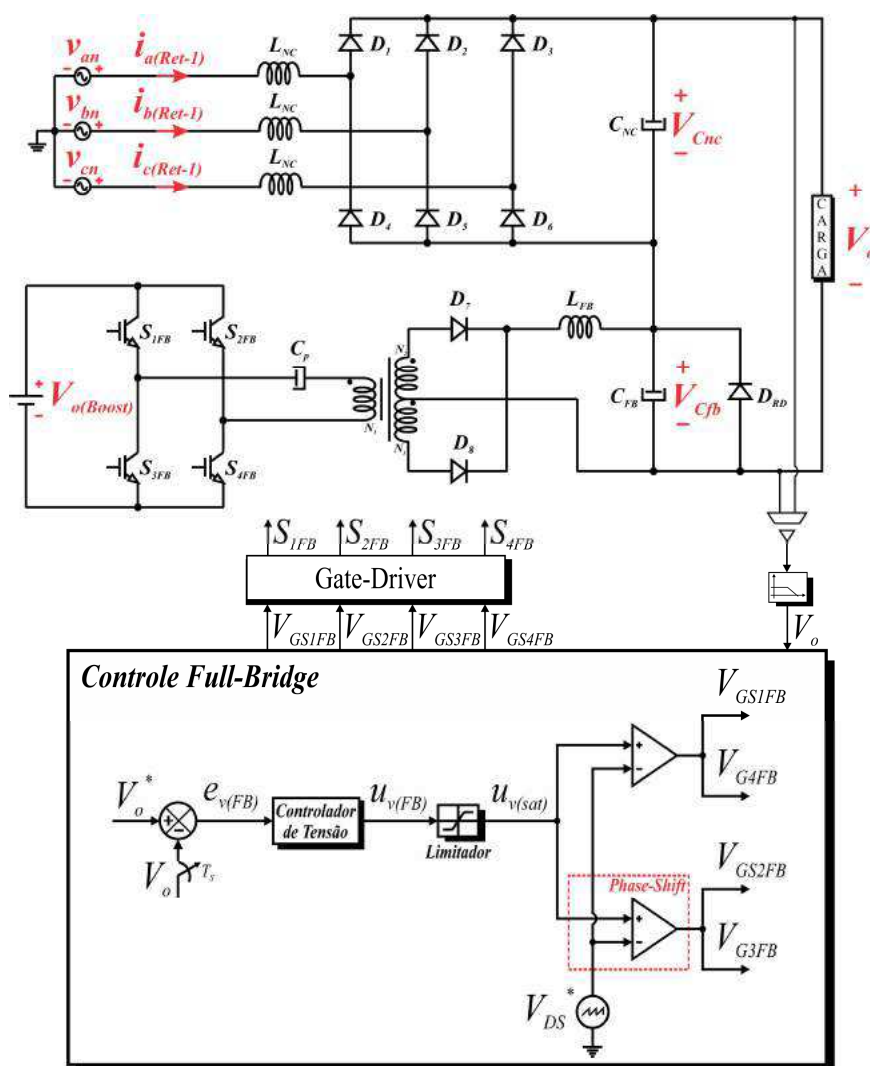 v_an
i_a(Ret-1)
L_NC
D_1
D_2
D_3
v_bn
i_b(Ret-1)
L_NC
C_NC
V_Cnc
v_cn
i_c(Ret-1)
L_NC
CARGA
D_4
D_5
D_6
D_7
L_FB
S_1FB
S_2FB
C_p
V_o(Boost)
N_1
C_FB
V_Cfb
D_RD
S_3FB
S_4FB
D_8
S_1FB
S_2FB
S_3FB
S_4FB
Gate-Driver
V_GS1FB
V_GS2FB
V_GS3FB
V_GS4FB
V_o
Controle Full-Bridge
V_GS1FB
V_o*
e_v(FB)
Controlador
de Tensão
u_v(FB)
Limitador
u_v(sat)
V_G4FB
V_o
T_s
Phase-Shift
V_GS2FB
V_G3FB
V_DS*